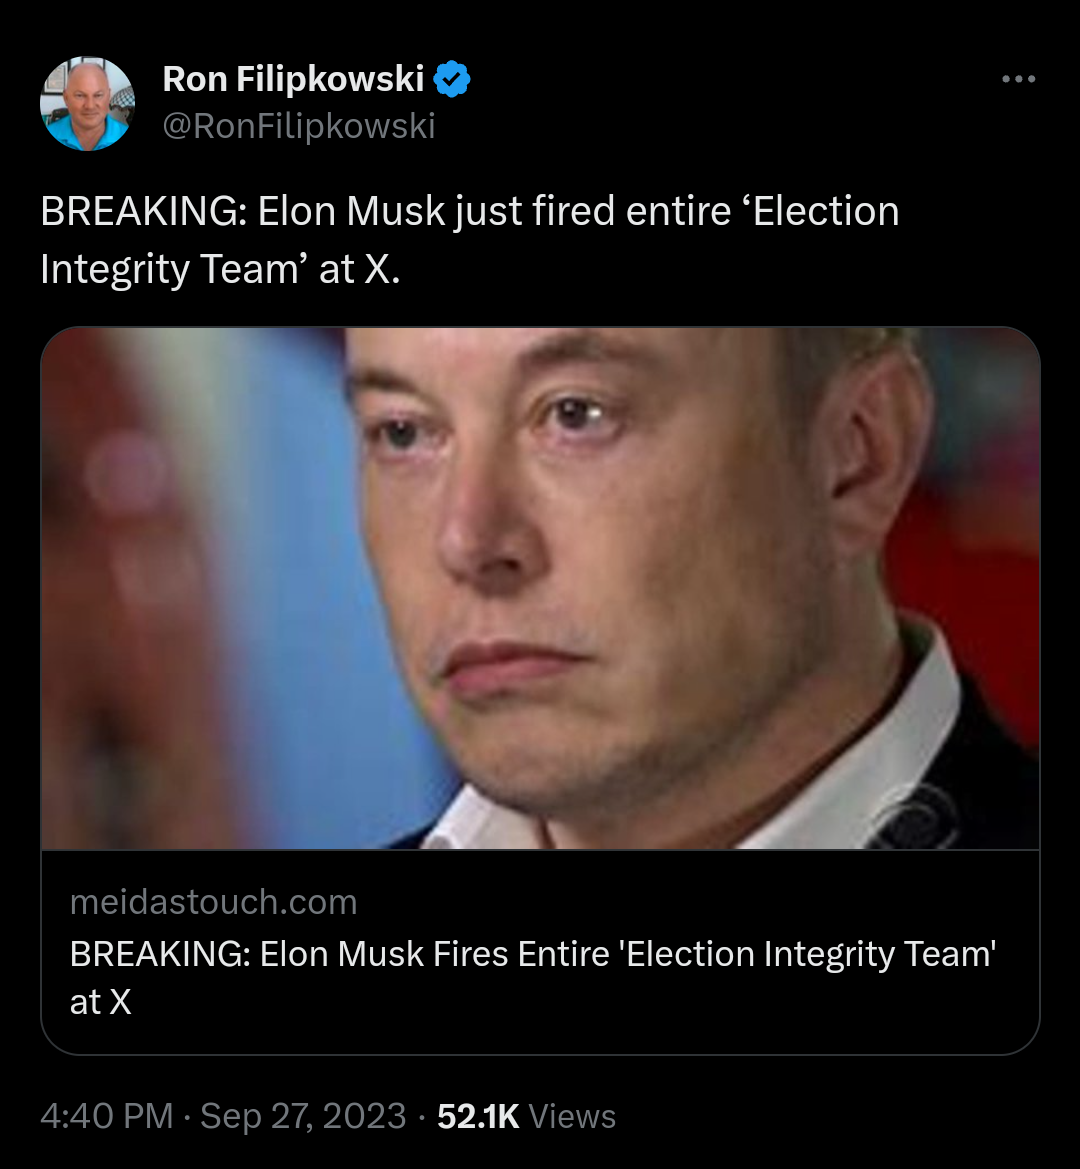 Ron Filipkowski
@RonFilipkowski
BREAKING: Elon Musk just fired entire ‘Election
Integrity Team’ at X.
meidastouch.com
BREAKING: Elon Musk Fires Entire 'Election Integrity Team'
at X
4:40 PM · Sep 27, 2023 · 52.1K Views